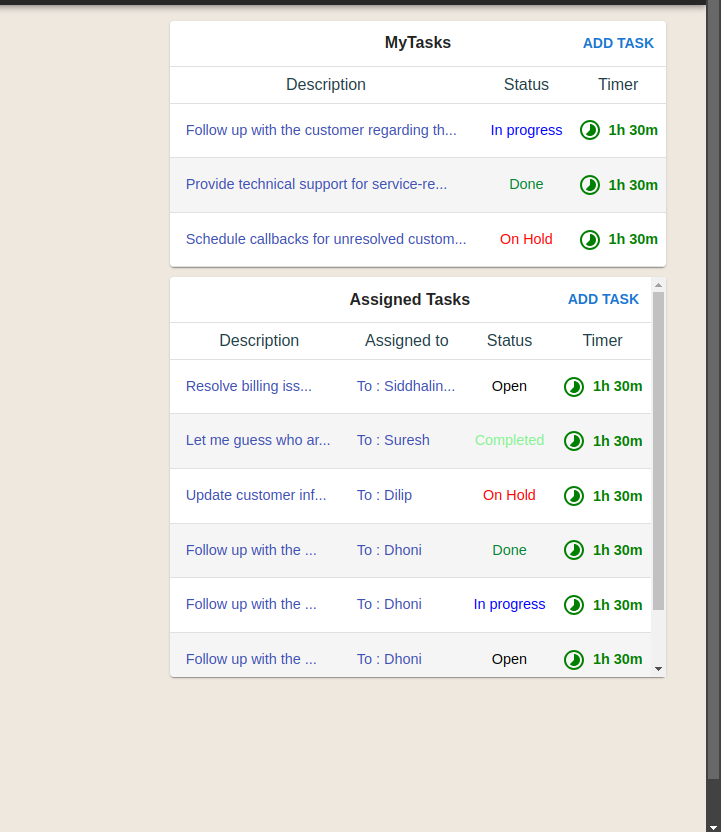 MyTasks ADD TASK
Description Status Timer
Follow up with the customer regarding th... In progress 1h 30m
Provide technical support for service-re... Done 1h 30m
Schedule callbacks for unresolved custom... On Hold 1h 30m
Assigned Tasks ADD TASK
Description Assigned to Status Timer
Resolve billing iss... To : Siddhalin... Open 1h 30m
Let me guess who ar... To : Suresh Completed 1h 30m
Update customer inf... To : Dilip On Hold 1h 30m
Follow up with the ... To : Dhoni Done 1h 30m
Follow up with the ... To : Dhoni In progress 1h 30m
Follow up with the ... To : Dhoni Open 1h 30m